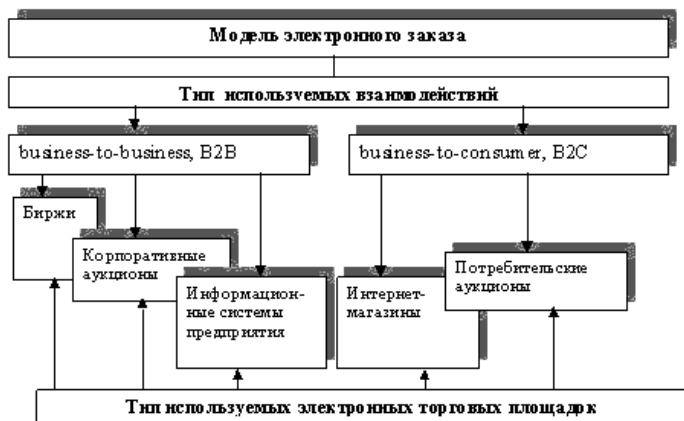 Модель электронного заказа
Тип используемых взаимодействий
business-to-business, B2B
business-to-consumer, B2C
Биржи
Корпоративные
аукционы
Информацион-
ные системы
предприятия
Интернет-
магазины
Потребительские
аукционы
Тип используемых электронных торговых площадок